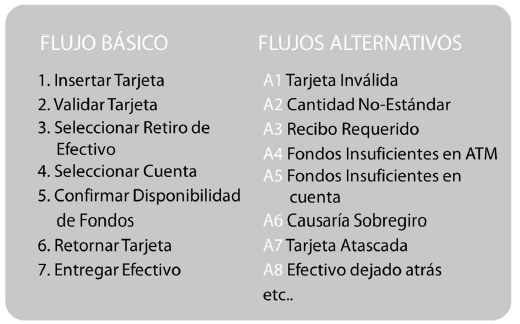 FLUJO BÁSICO
1. Insertar Tarjeta
2. Validar Tarjeta
3. Seleccionar Retiro de
Efectivo
4. Seleccionar Cuenta
5. Confirmar Disponibilidad
de Fondos
6. Retornar Tarjeta
7. Entregar Efectivo
FLUJOS ALTERNATIVOS
A1 Tarjeta Inválida
A2 Cantidad No-Estándar
A3 Recibo Requerido
A4 Fondos Insuficientes en ATM
A5 Fondos Insuficientes en
cuenta
A6 Causaría Sobregiro
A7 Tarjeta Atascada
A8 Efectivo dejado atrás
etc..